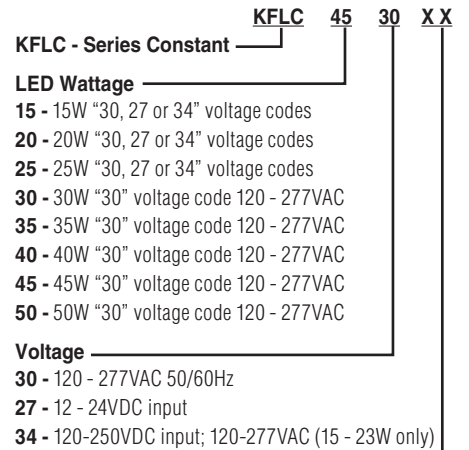 KFLC 45 30 X X
KFLC - Series Constant
LED Wattage
15 - 15W “30, 27 or 34” voltage codes
20 - 20W “30, 27 or 34” voltage codes
25 - 25W “30, 27 or 34” voltage codes
30 - 30W “30” voltage code 120 - 277VAC
35 - 35W “30” voltage code 120 - 277VAC
40 - 40W “30” voltage code 120 - 277VAC
45 - 45W “30” voltage code 120 - 277VAC
50 - 50W “30” voltage code 120 - 277VAC
Voltage
30 - 120 - 277VAC 50/60Hz
27 - 12 - 24VDC input
34 - 120-250VDC input; 120-277VAC (15 - 23W only)